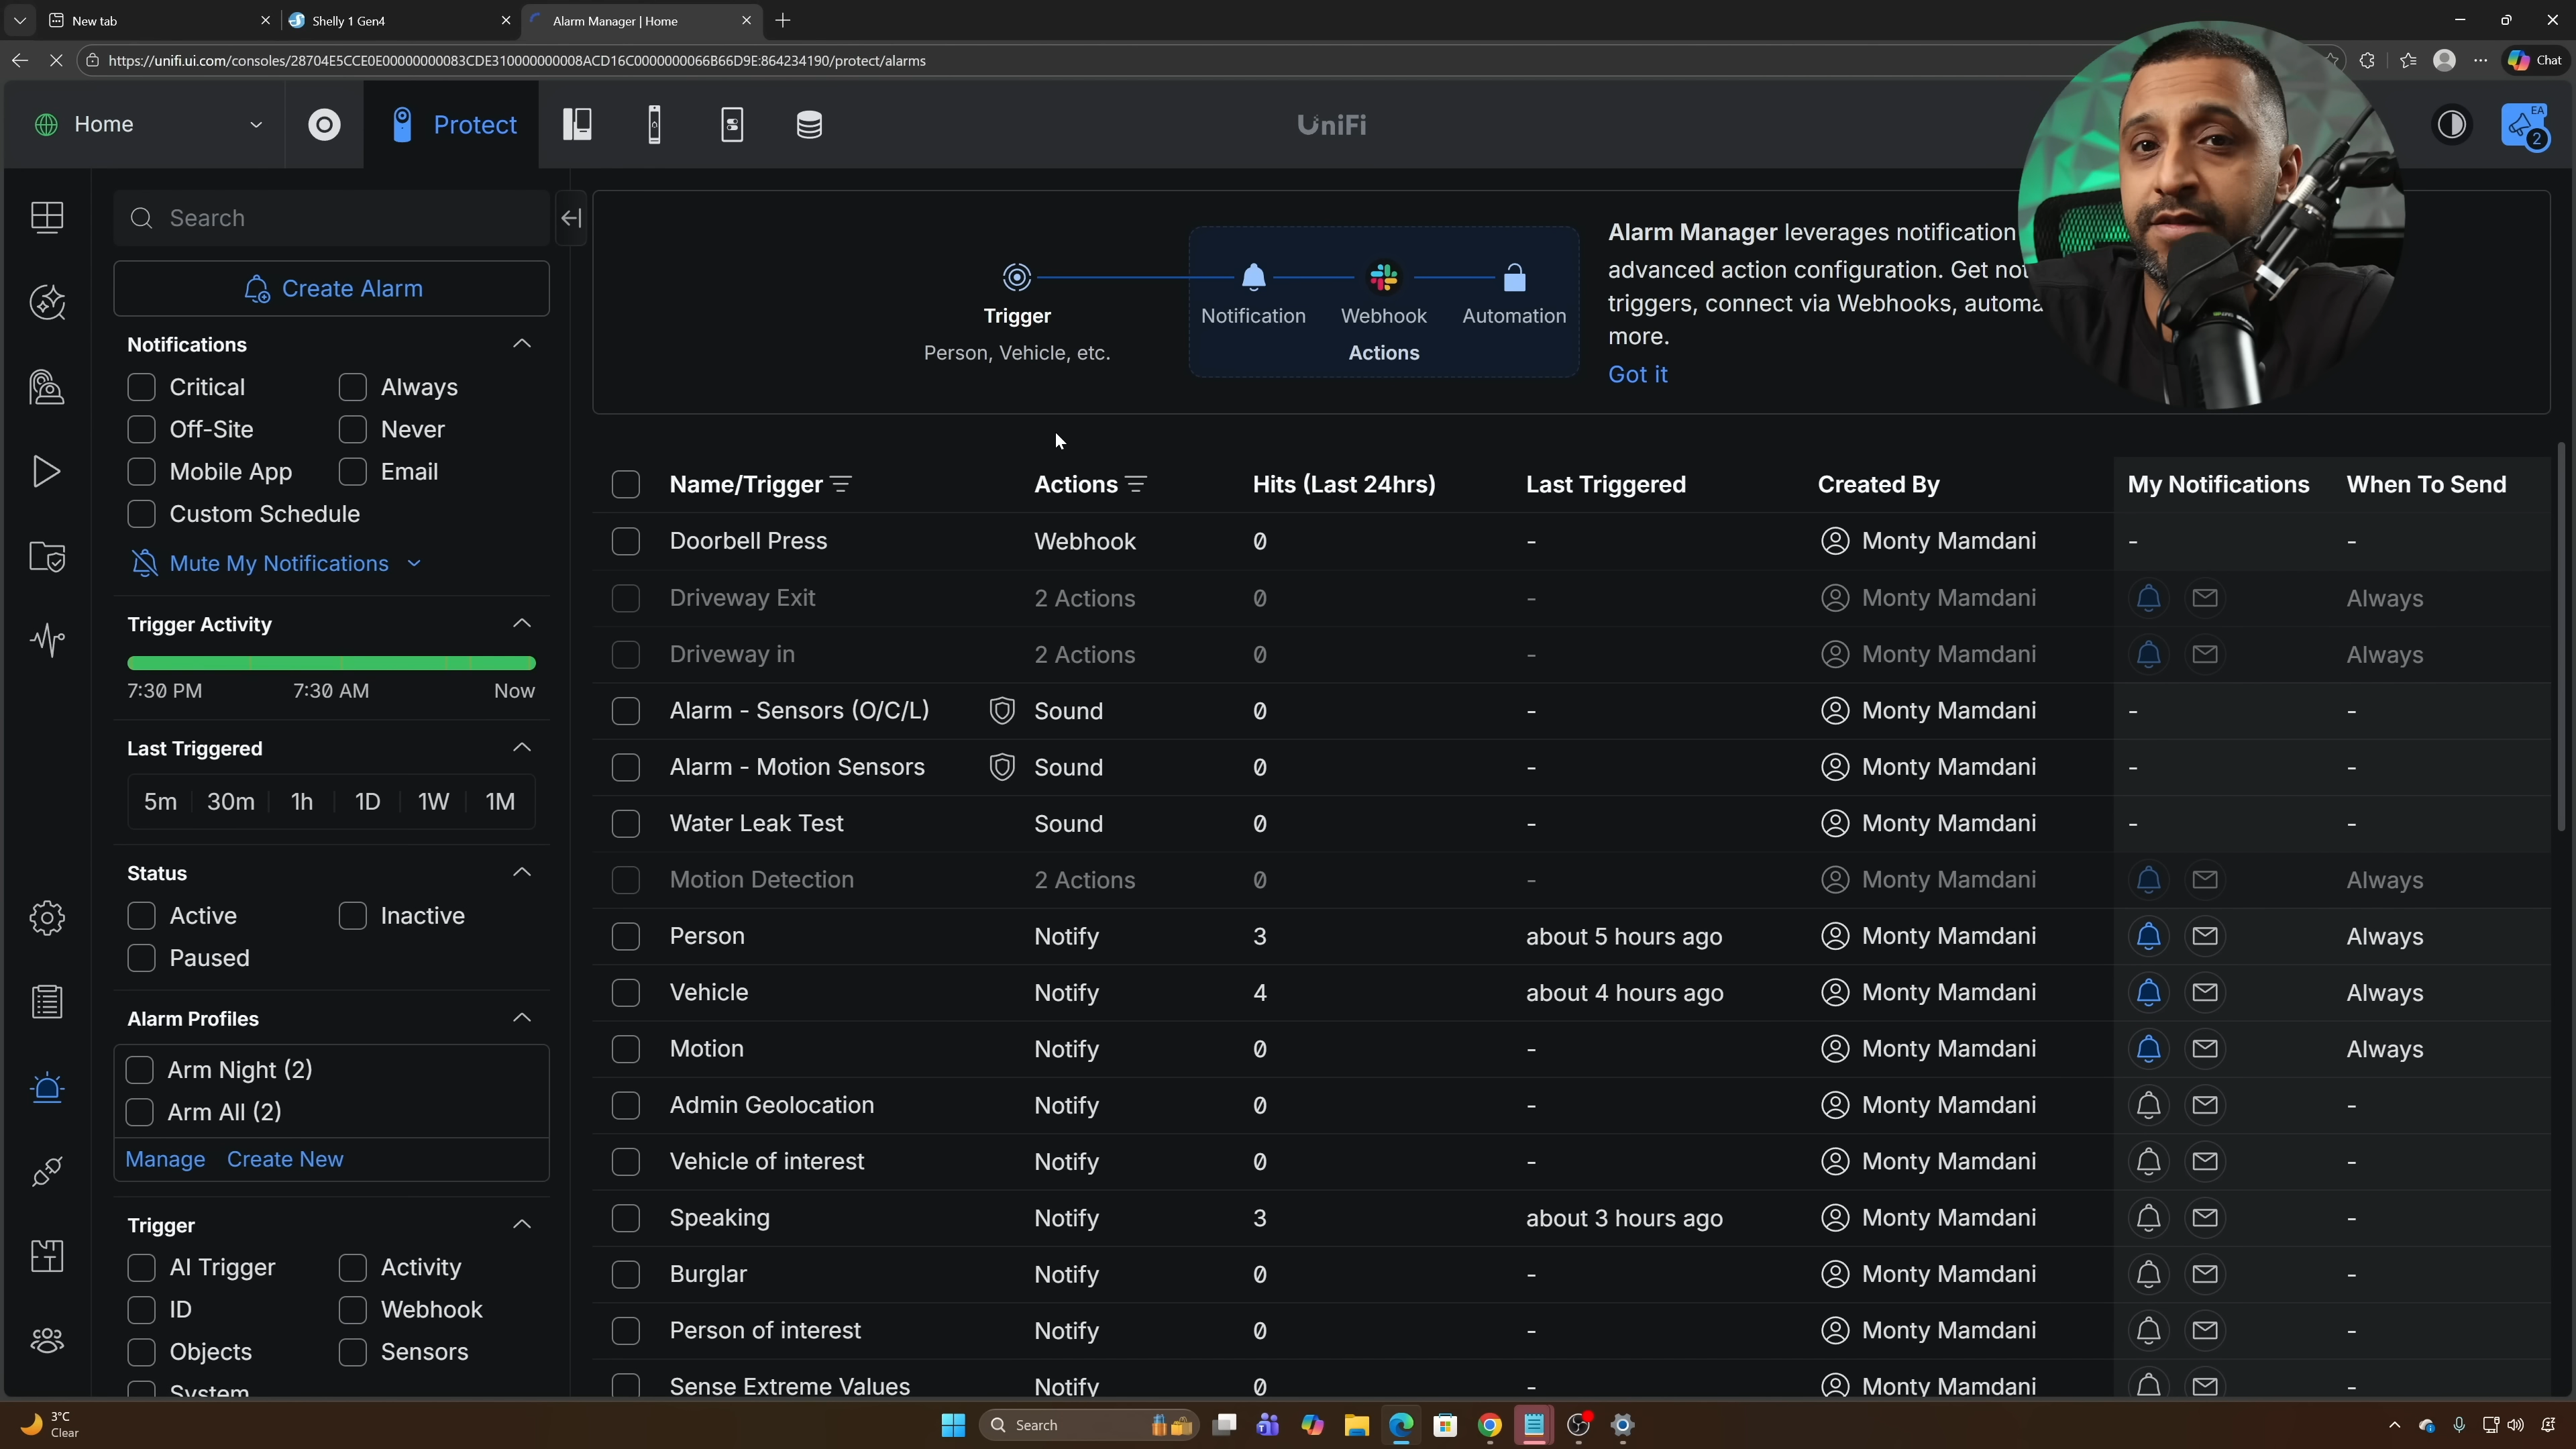 New tab
Shelly 1 Gen4
Alarm Manager | Home
https://unifi.ui.com/consoles/28704E5CCE0E00000000083CDE310000000008ACD16C0000000066B66D9E:864234190/protect/alarms
Chat
Home
Protect
UniFi
EA
2
Search
Create Alarm
Notifications
Critical Always
Off-Site Never
Mobile App Email
Custom Schedule
Mute My Notifications
Trigger Activity
7:30 PM 7:30 AM Now
Last Triggered
5m 30m 1h 1D 1W 1M
Status
Active Inactive
Paused
Alarm Profiles
Arm Night (2)
Arm All (2)
Manage Create New
Trigger
AI Trigger Activity
ID Webhook
Objects Sensors
System
Trigger Notification Webhook Automation
Person, Vehicle, etc. Actions
Alarm Manager leverages notification
advanced action configuration. Get
triggers, connect via Webhooks,
more.
Got it
Name/Trigger Actions Hits (Last 24hrs) Last Triggered Created By My Notifications When To Send
Doorbell Press Webhook 0 - Monty Mamdani - -
Driveway Exit 2 Actions 0 - Monty Mamdani Always
Driveway in 2 Actions 0 - Monty Mamdani Always
Alarm - Sensors (O/C/L) Sound 0 - Monty Mamdani - -
Alarm - Motion Sensors Sound 0 - Monty Mamdani - -
Water Leak Test Sound 0 - Monty Mamdani - -
Motion Detection 2 Actions 0 - Monty Mamdani Always
Person Notify 3 about 5 hours ago Monty Mamdani Always
Vehicle Notify 4 about 4 hours ago Monty Mamdani Always
Motion Notify 0 - Monty Mamdani Always
Admin Geolocation Notify 0 - Monty Mamdani -
Vehicle of interest Notify 0 - Monty Mamdani -
Speaking Notify 3 about 3 hours ago Monty Mamdani -
Burglar Notify 0 - Monty Mamdani -
Person of interest Notify 0 - Monty Mamdani -
Sense Extreme Values Notify 0 - Monty Mamdani -
3°C
Clear
Search